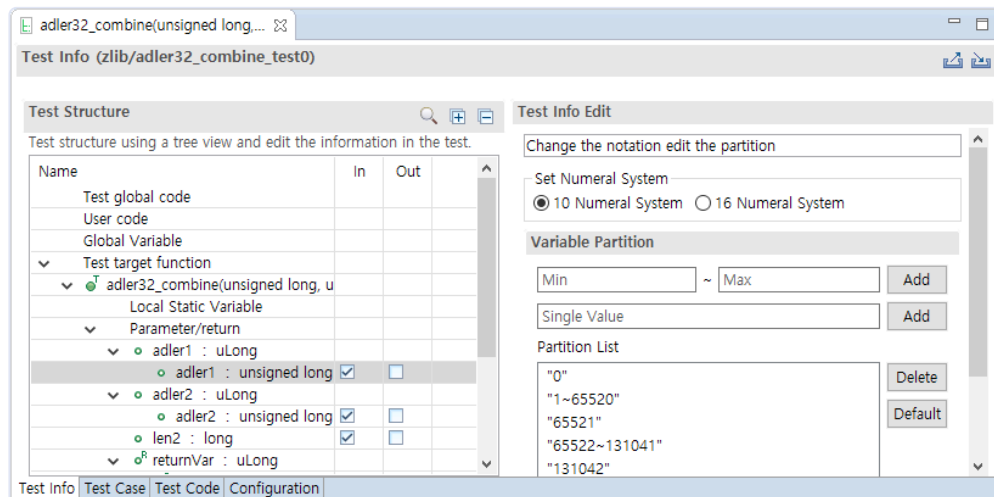 adler32_combine(unsigned long,...
Test Info (zlib/adler32_combine_test0)
Test Structure
Test structure using a tree view and edit the information in the test.
Name In Out
Test global code
User code
Global Variable
Test target function
adler32_combine(unsigned long, u
Local Static Variable
Parameter/return
adler1 : uLong
adler1 : unsigned long
adler2 : uLong
adler2 : unsigned long
len2 : long
returnVar : uLong
Test Info Edit
Change the notation edit the partition
Set Numeral System
10 Numeral System 16 Numeral System
Variable Partition
Min ~ Max Add
Single Value Add
Partition List
"0"
"1~65520"
"65521"
"65522~131041"
"131042"
Delete
Default
Test Info Test Case Test Code Configuration